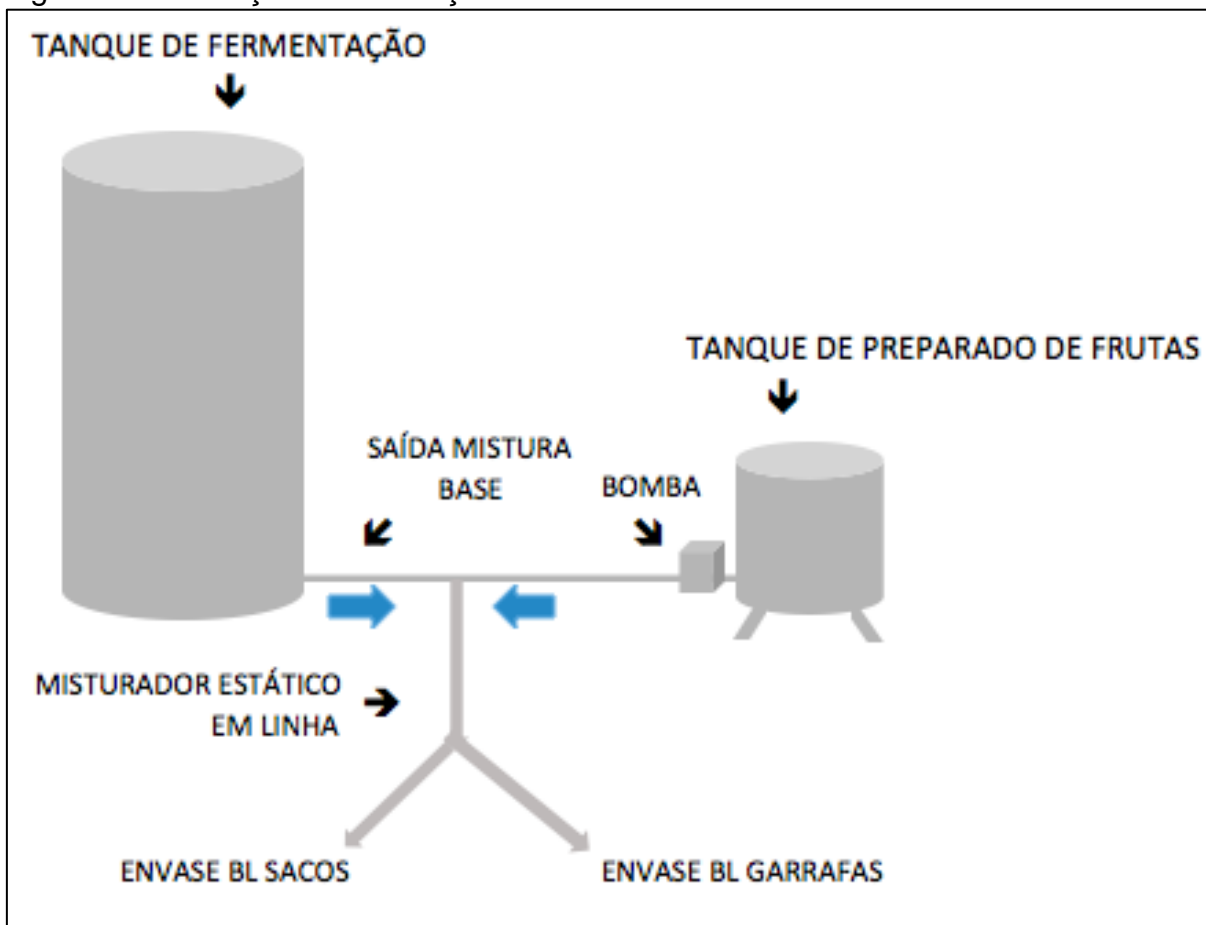 TANQUE DE FERMENTAÇÃO
TANQUE DE PREPARADO DE FRUTAS
SAÍDA MISTURA
BASE
BOMBA
MISTURADOR ESTÁTICO
EM LINHA
ENVASE BL SACOS
ENVASE BL GARRAFAS